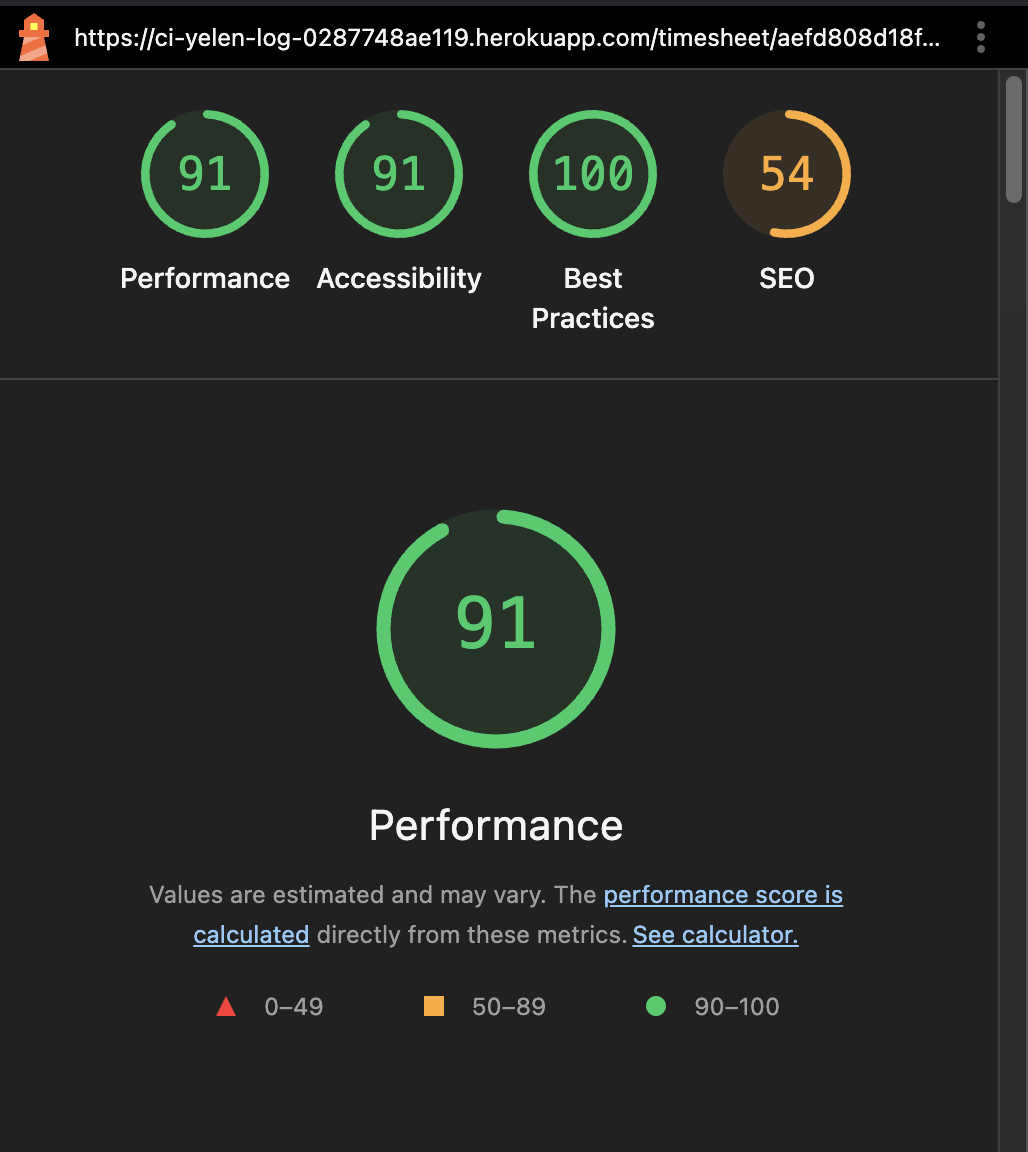 https://ci-yelen-log-0287748ae119.herokuapp.com/timesheet/aefd808d18f...
91
91
100
54
Performance
Accessibility
Best
Practices
SEO
91
Performance
Values are estimated and may vary. The performance score is
calculated directly from these metrics. See calculator.
0–49
50–89
90–100